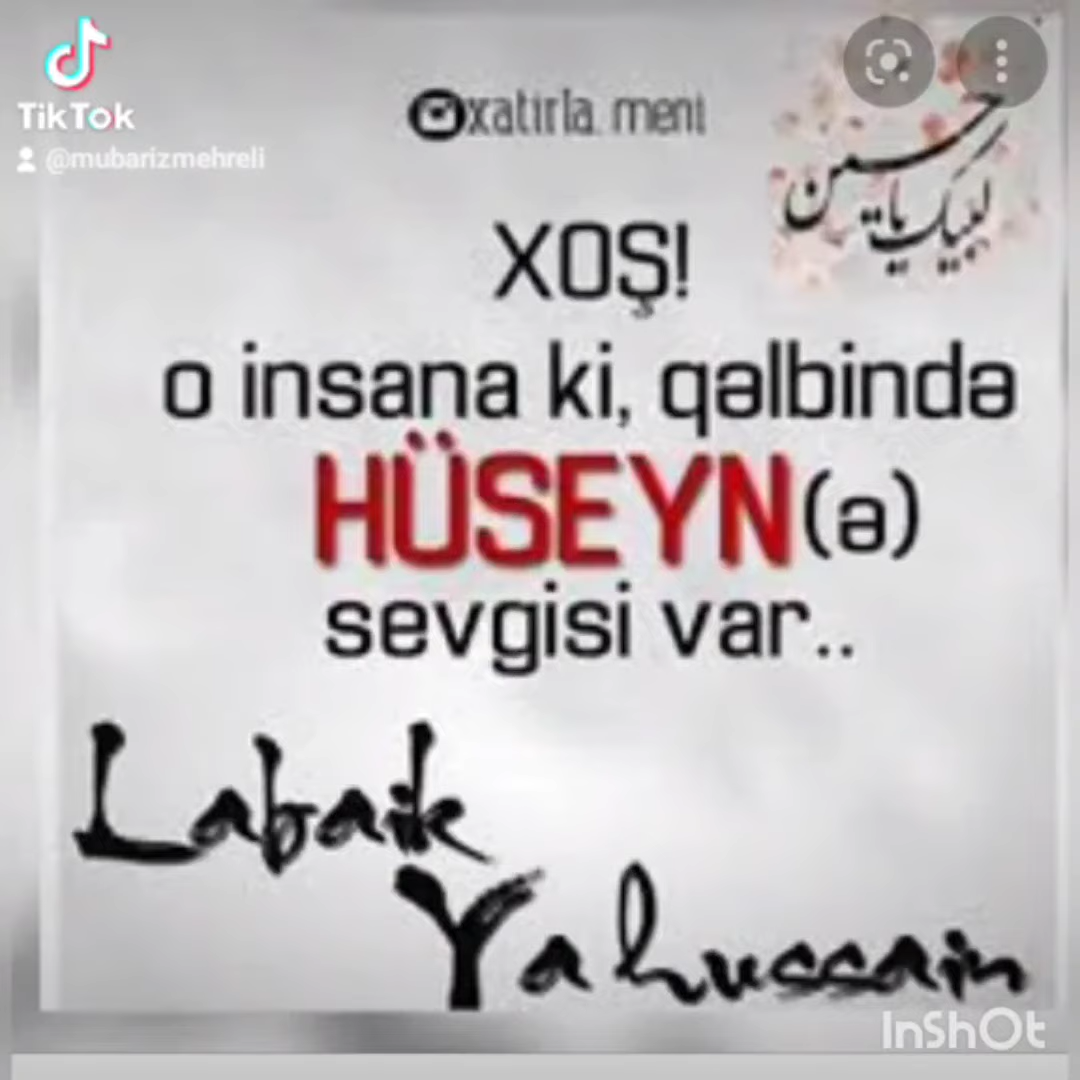 TikTok
@mubarizmehreli
xatirla.meni
لبیک یا حسین
XOŞ!
o insana ki, qəlbində
HÜSEYN(ə)
sevgisi var..
Labaik
Yahussain
InShOt